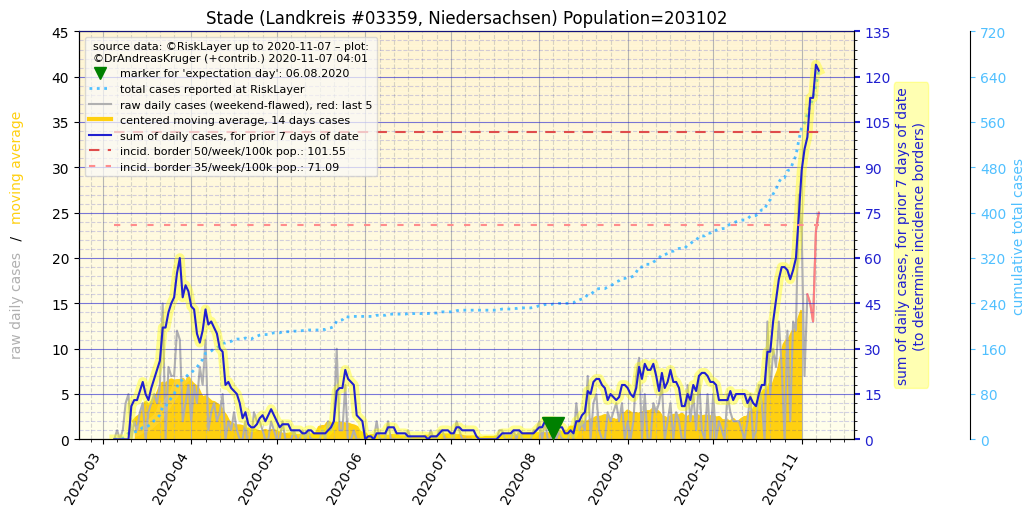 Stade (Landkreis #03359, Niedersachsen) Population=203102
source data: ©RiskLayer up to 2020-11-07 – plot:
©DrAndreasKruger (+contrib.) 2020-11-07 04:01
marker for 'expectation day': 06.08.2020
total cases reported at RiskLayer
raw daily cases (weekend-flawed), red: last 5
centered moving average, 14 days cases
sum of daily cases, for prior 7 days of date
incid. border 50/week/100k pop.: 101.55
incid. border 35/week/100k pop.: 71.09
raw daily cases / moving average
45
40
35
30
25
20
15
10
5
0
2020-03
2020-04
2020-05
2020-06
2020-07
2020-08
2020-09
2020-10
2020-11
135
120
105
90
75
60
45
30
15
0
sum of daily cases, for prior 7 days of date
(to determine incidence borders)
720
640
560
480
400
320
240
160
80
0
cumulative total cases